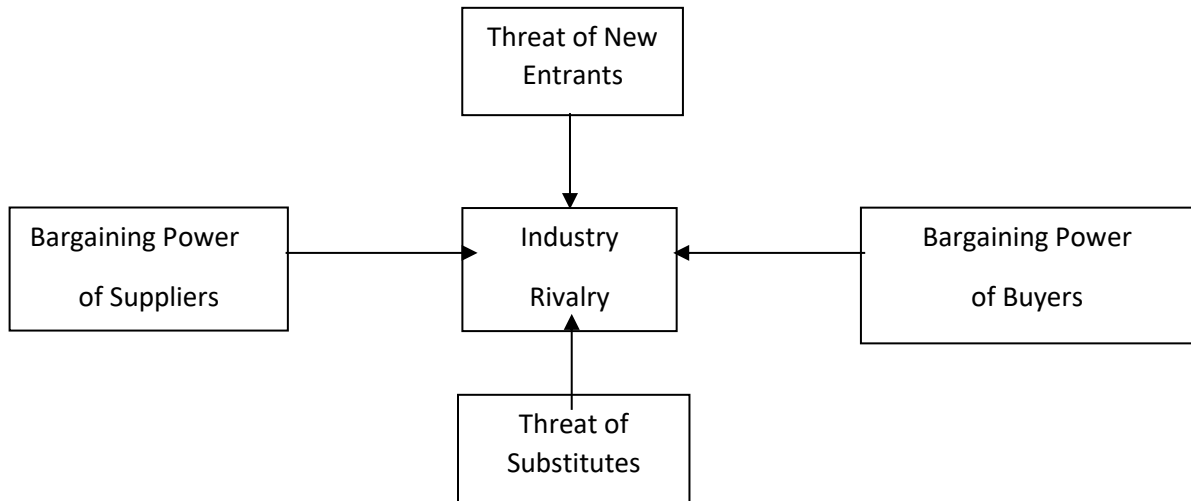 Threat of New
Entrants
Bargaining Power
of Suppliers
Industry
Rivalry
Bargaining Power
of Buyers
Threat of
Substitutes